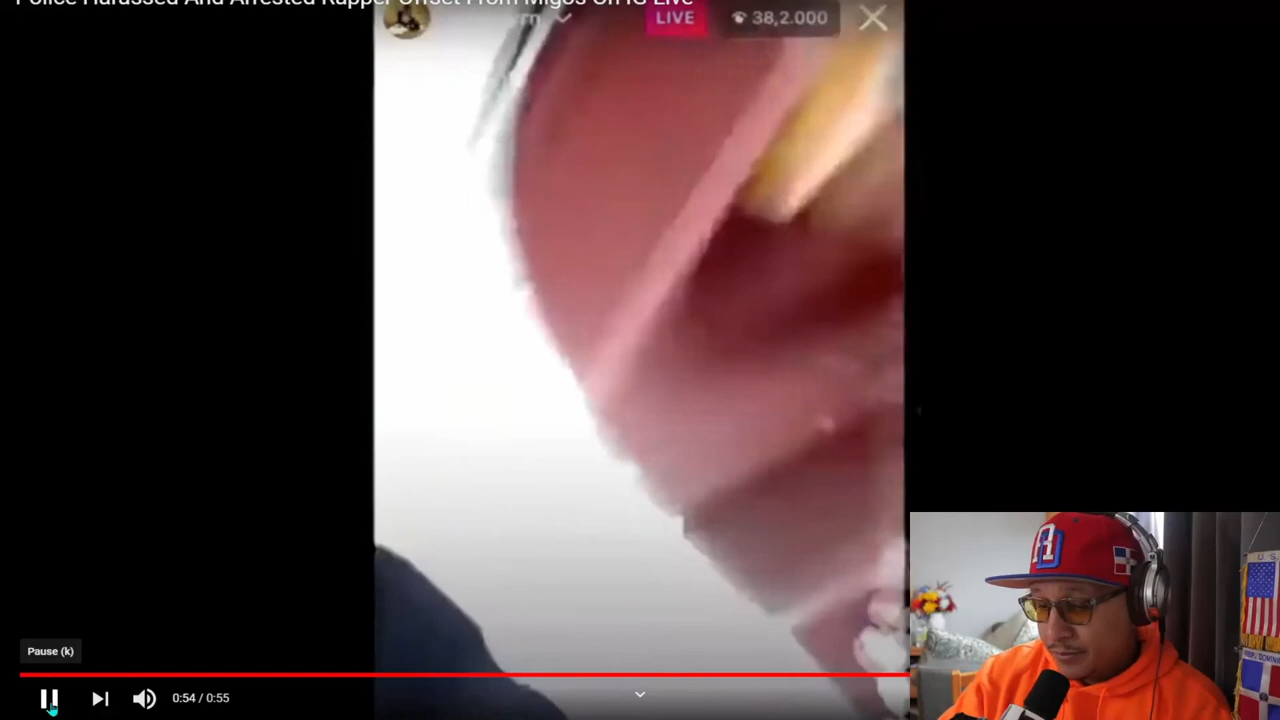 Police Harassed And Arrested Rapper Offset From Migos On IG Live
LIVE
38,2.000
Pause (k)
0:54 / 0:55
U S